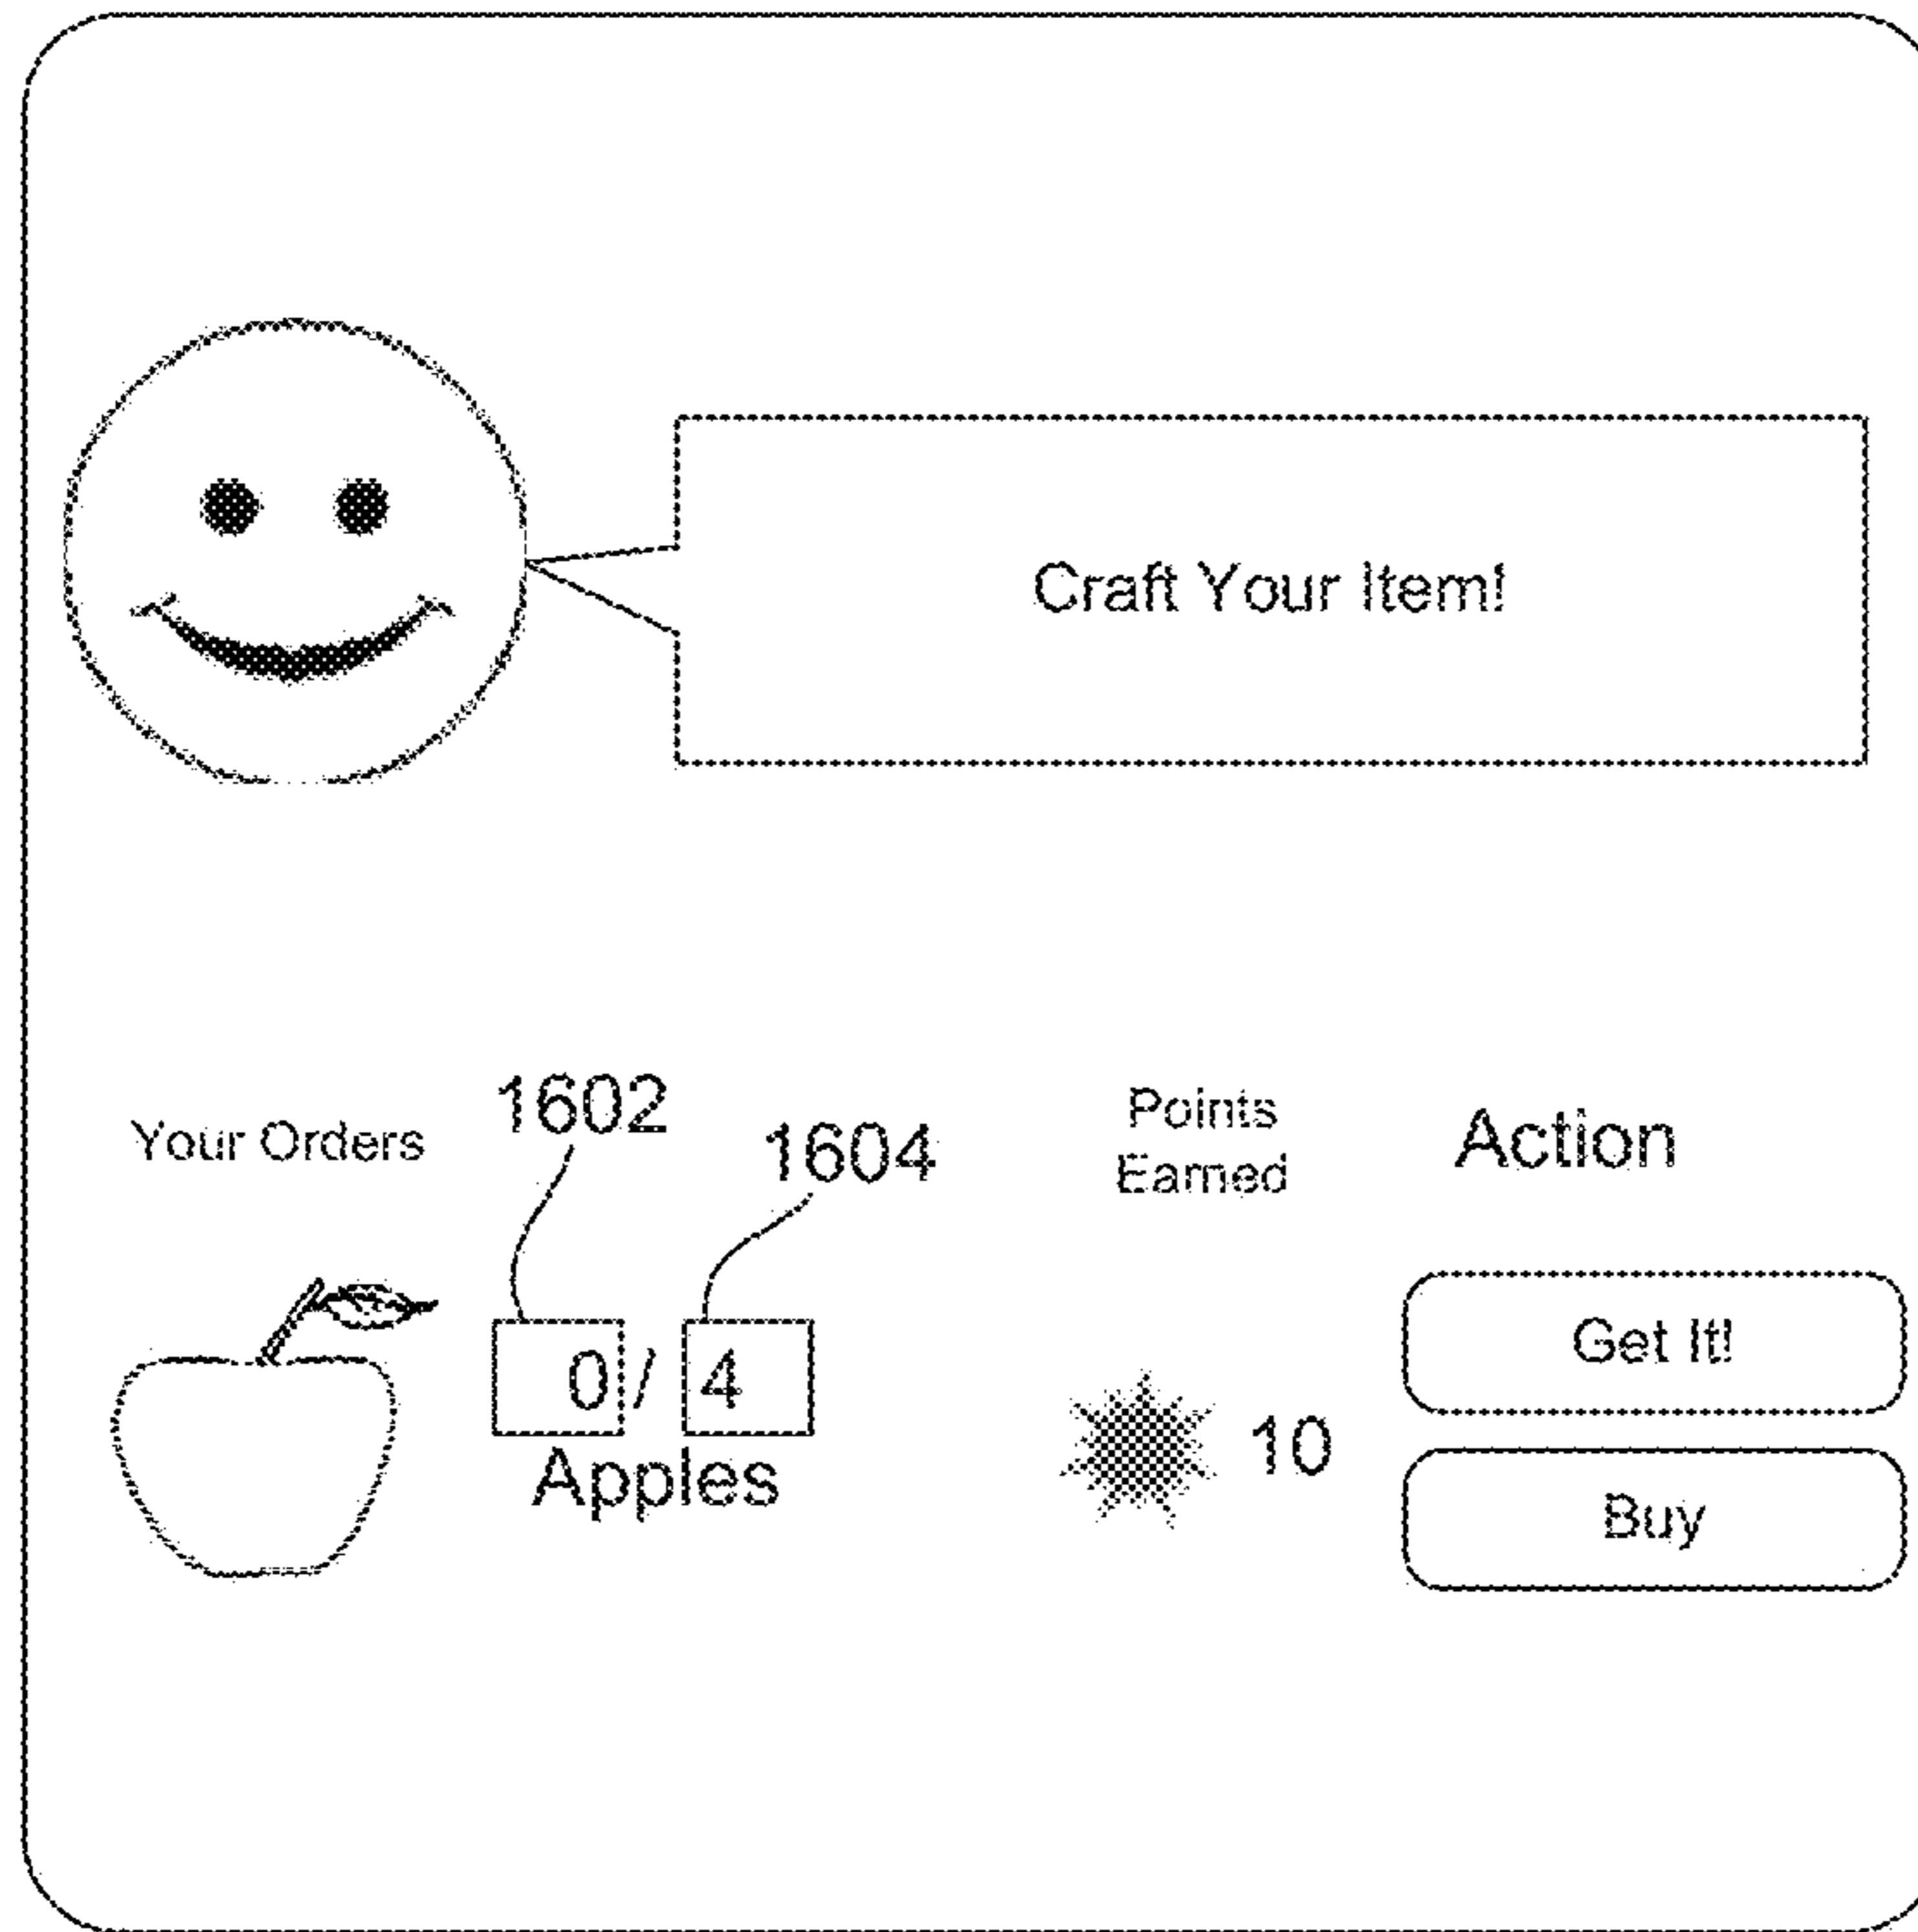 Craft Your Item!
Your Orders
1602
1604
Points
Earned
Action
0 / 4
Apples
10
Get It!
Buy